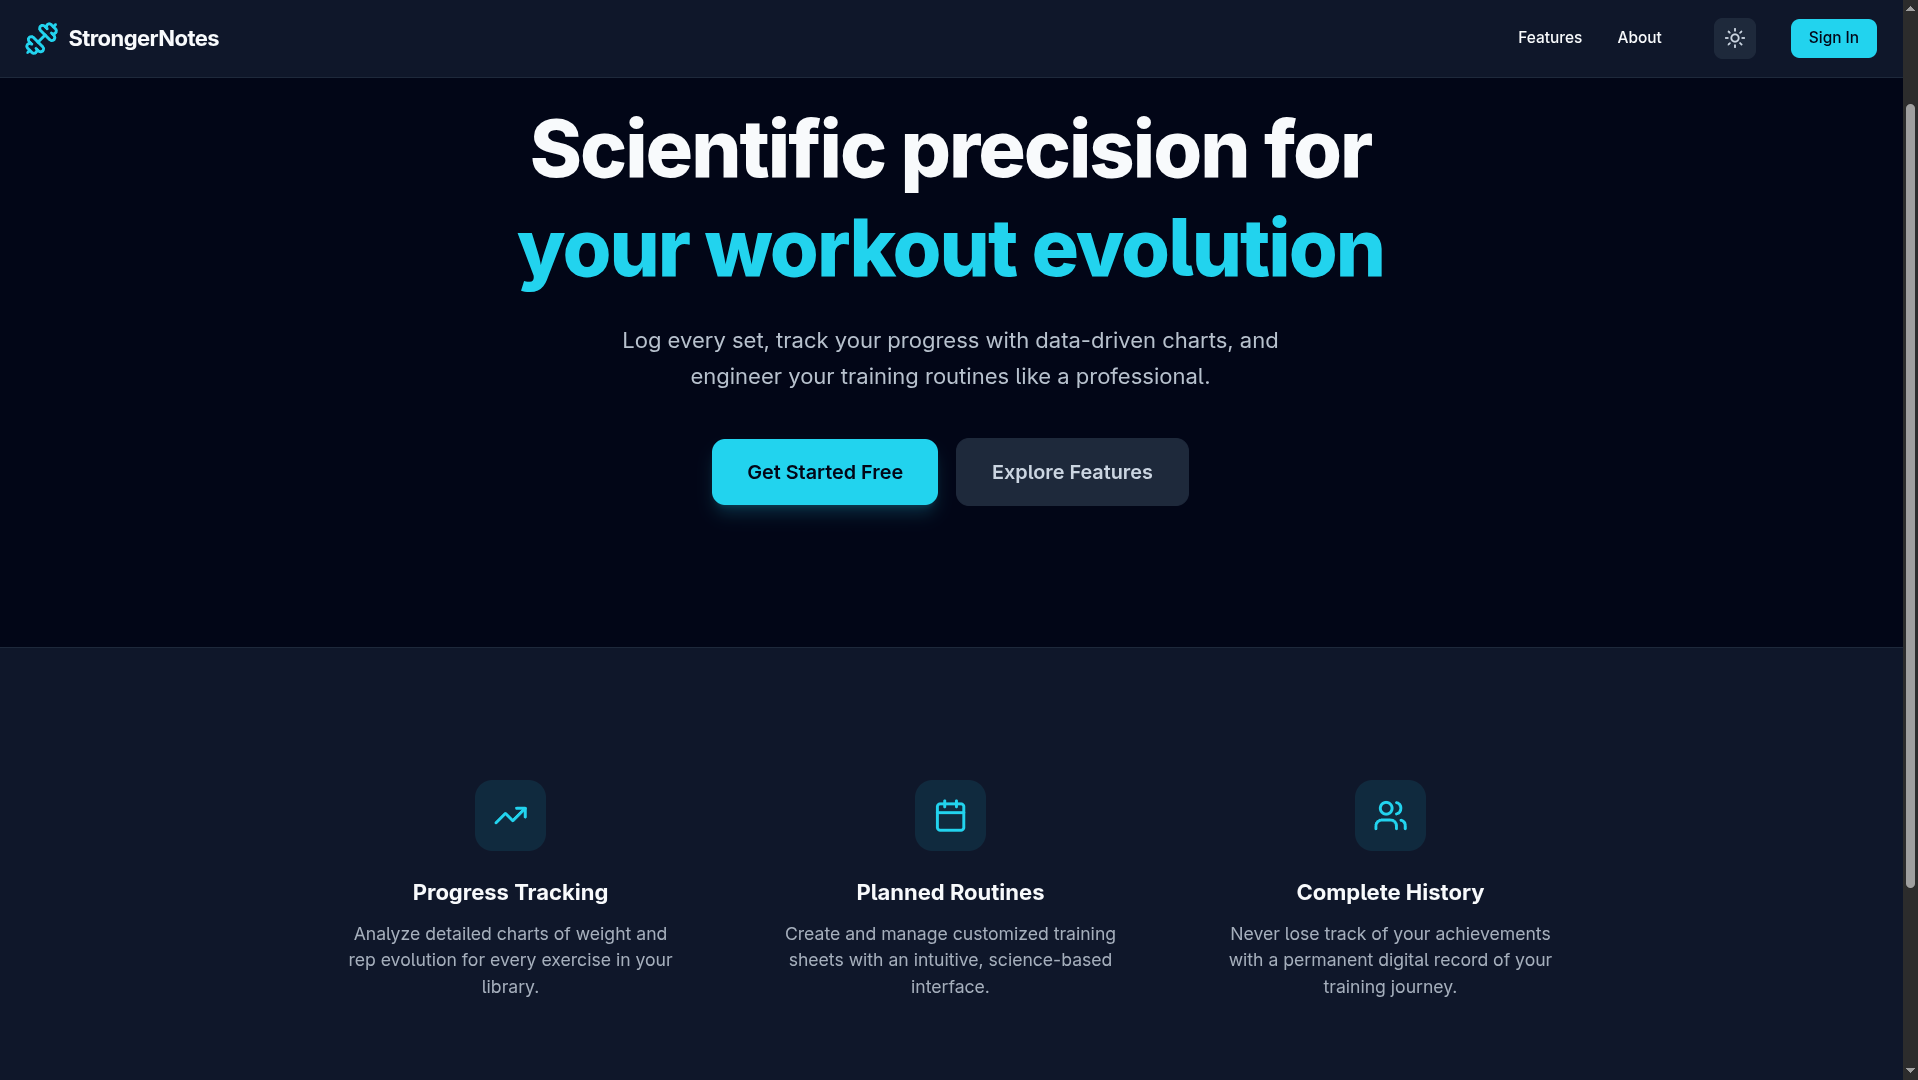 StrongerNotes
Features
About
Sign In
Scientific precision for
your workout evolution
Log every set, track your progress with data-driven charts, and
engineer your training routines like a professional.
Get Started Free
Explore Features
Progress Tracking
Analyze detailed charts of weight and
rep evolution for every exercise in your
library.
Planned Routines
Create and manage customized training
sheets with an intuitive, science-based
interface.
Complete History
Never lose track of your achievements
with a permanent digital record of your
training journey.